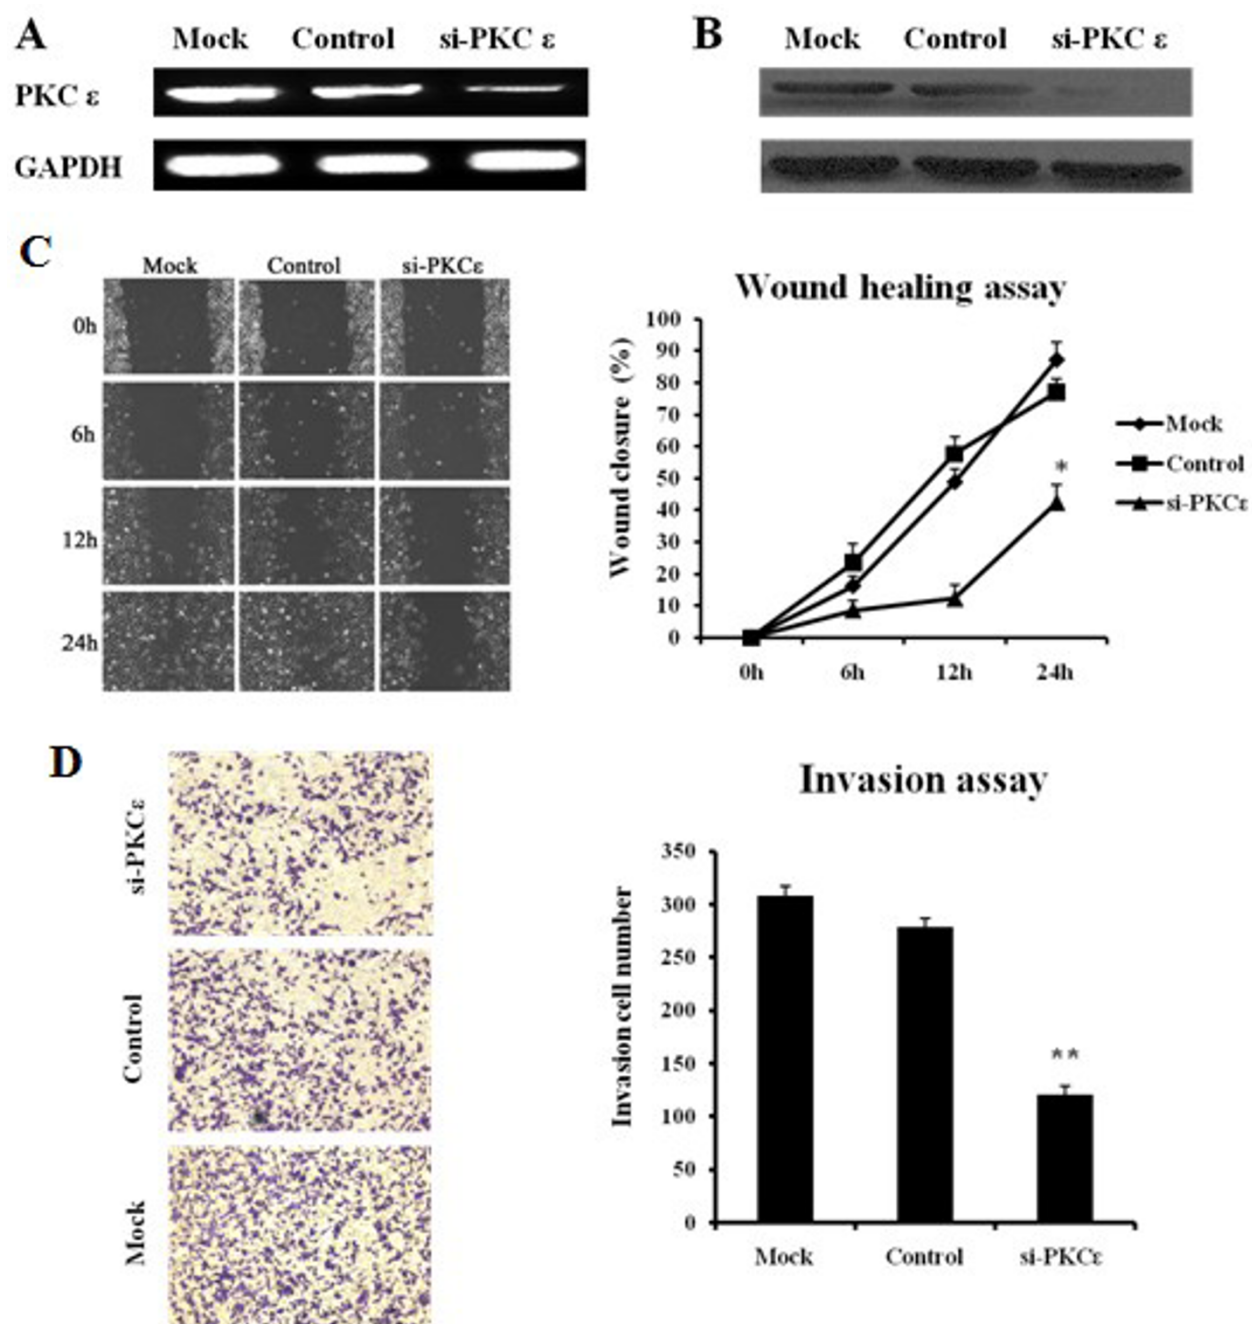 A
Mock Control si-PKC ε
PKC ε
GAPDH
B
Mock Control si-PKC ε
C
Mock Control si-PKCε
0h
6h
12h
24h
Wound healing assay
Wound closure (%)
100
90
80
70
60
50
40
30
20
10
0
0h 6h 12h 24h
*
Mock
Control
si-PKCε
D
si-PKCε
Control
Mock
Invasion assay
Invasion cell number
350
300
250
200
150
100
50
0
**
Mock Control si-PKCε